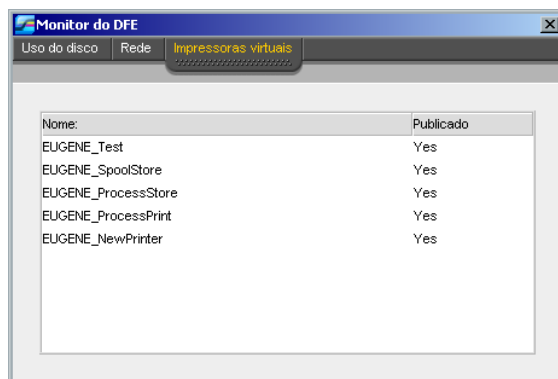 Monitor do DFE
Uso do disco Rede Impressoras virtuais
Nome: Publicado
EUGENE_Test Yes
EUGENE_SpoolStore Yes
EUGENE_ProcessStore Yes
EUGENE_ProcessPrint Yes
EUGENE_NewPrinter Yes